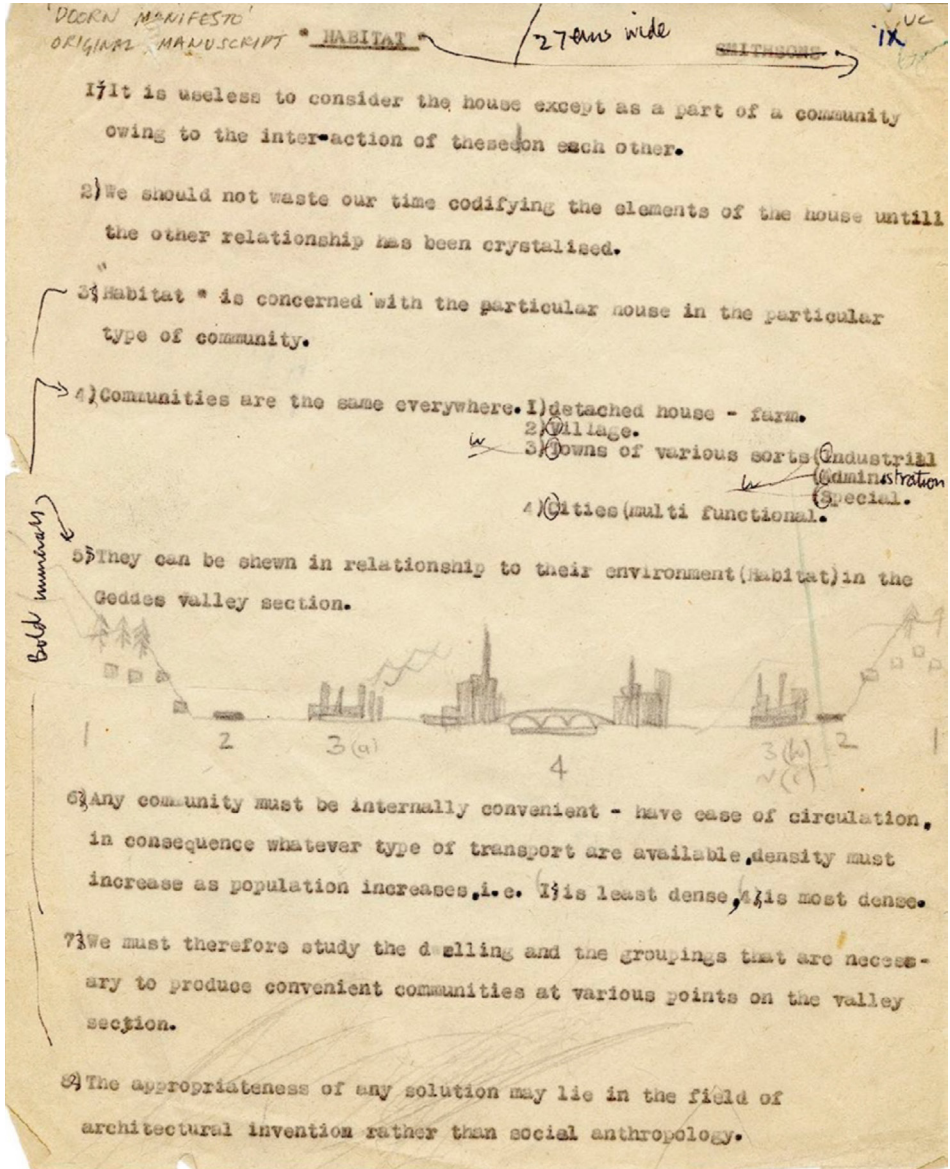 'DOORN MANIFESTO'
ORIGINAL MANUSCRIPT " HABITAT " 27 ems wide SMITHSONS ix
1) It is useless to consider the house except as a part of a community
owing to the inter-action of these on each other.
2) We should not waste our time codifying the elements of the house untill
the other relationship has been crystalised.
3) "Habitat " is concerned with the particular house in the particular
type of community.
4) Communities are the same everywhere. I) detached house - farm.
2) Village.
3) Towns of various sorts (Industrial
(Administration
(Special.
4) Cities (multi functional.
5) They can be shewn in relationship to their environment (Habitat) in the
Geddes valley section.
Bold numerals
1 2 3(a) 4 3(b) 2 1
6) Any community must be internally convenient - have ease of circulation,
in consequence whatever type of transport are available, density must
increase as population increases, i.e. (I) is least dense, (4) is most dense.
7) We must therefore study the dwelling and the groupings that are necess-
ary to produce convenient communities at various points on the valley
section.
8) The appropriateness of any solution may lie in the field of
architectural invention rather than social anthropology.